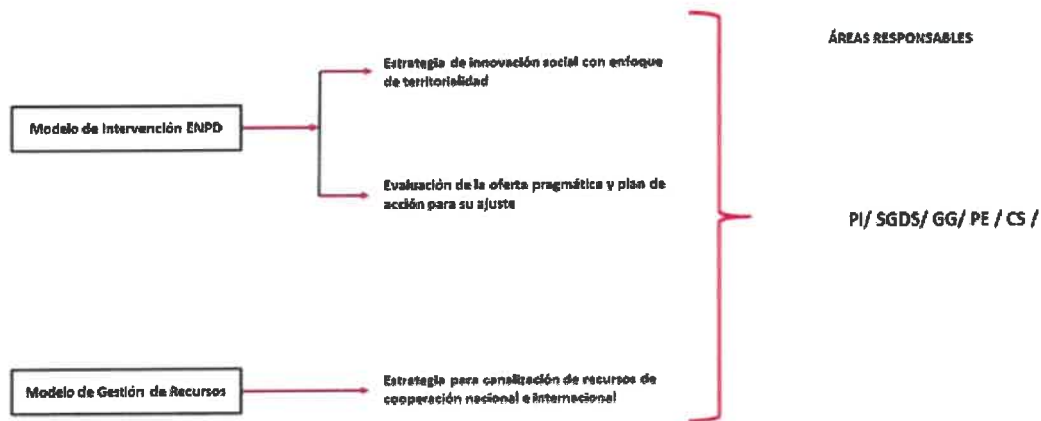 ÁREAS RESPONSABLES
Estrategia de innovación social con enfoque
de territorialidad
Modelo de Intervención ENPD
Evaluación de la oferta pragmática y plan de
acción para su ajuste
PI/ SGDS/ GG/ PE / CS /
Modelo de Gestión de Recursos
Estrategia para canalización de recursos de
cooperación nacional e internacional